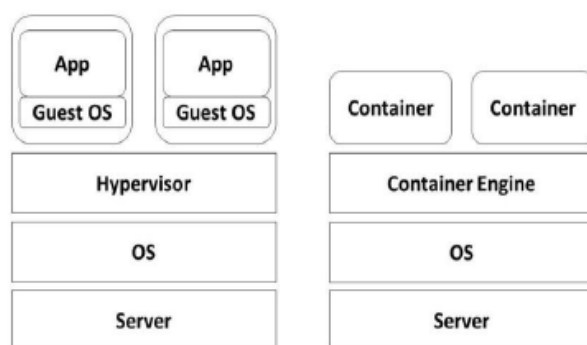 App
Guest OS
App
Guest OS
Hypervisor
OS
Server
Container
Container
Container Engine
OS
Server